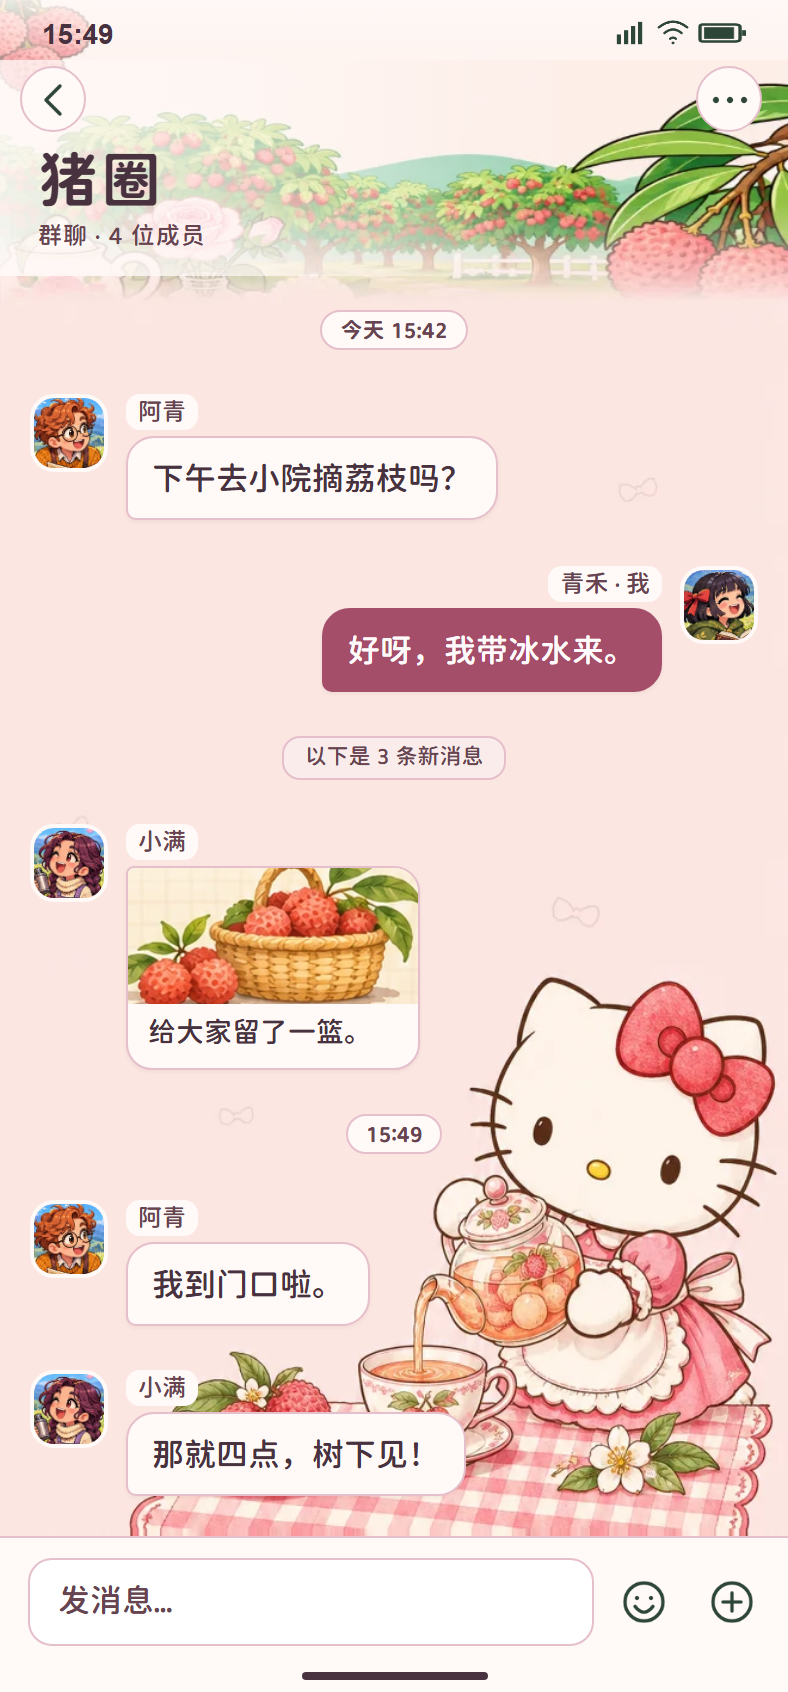 15:49
猪圈
群聊 · 4 位成员
今天 15:42
阿青
下午去小院摘荔枝吗？
青禾 · 我
好呀，我带冰水来。
以下是 3 条新消息
小满
给大家留了一篮。
15:49
阿青
我到门口啦。
小满
那就四点，树下见！
发消息...